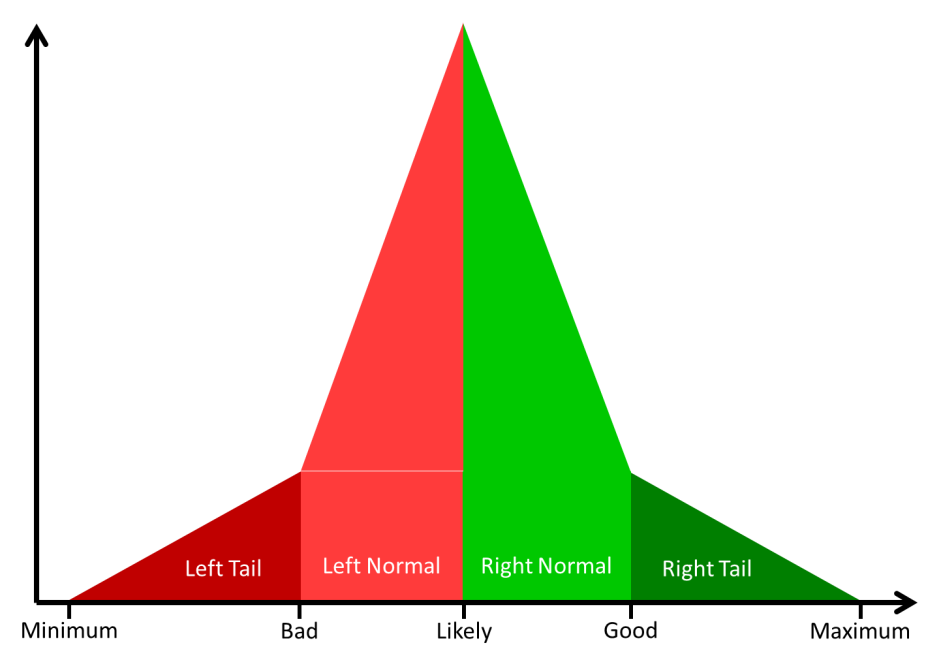 Left Tail
Left Normal
Right Normal
Right Tail
Minimum
Bad
Likely
Good
Maximum